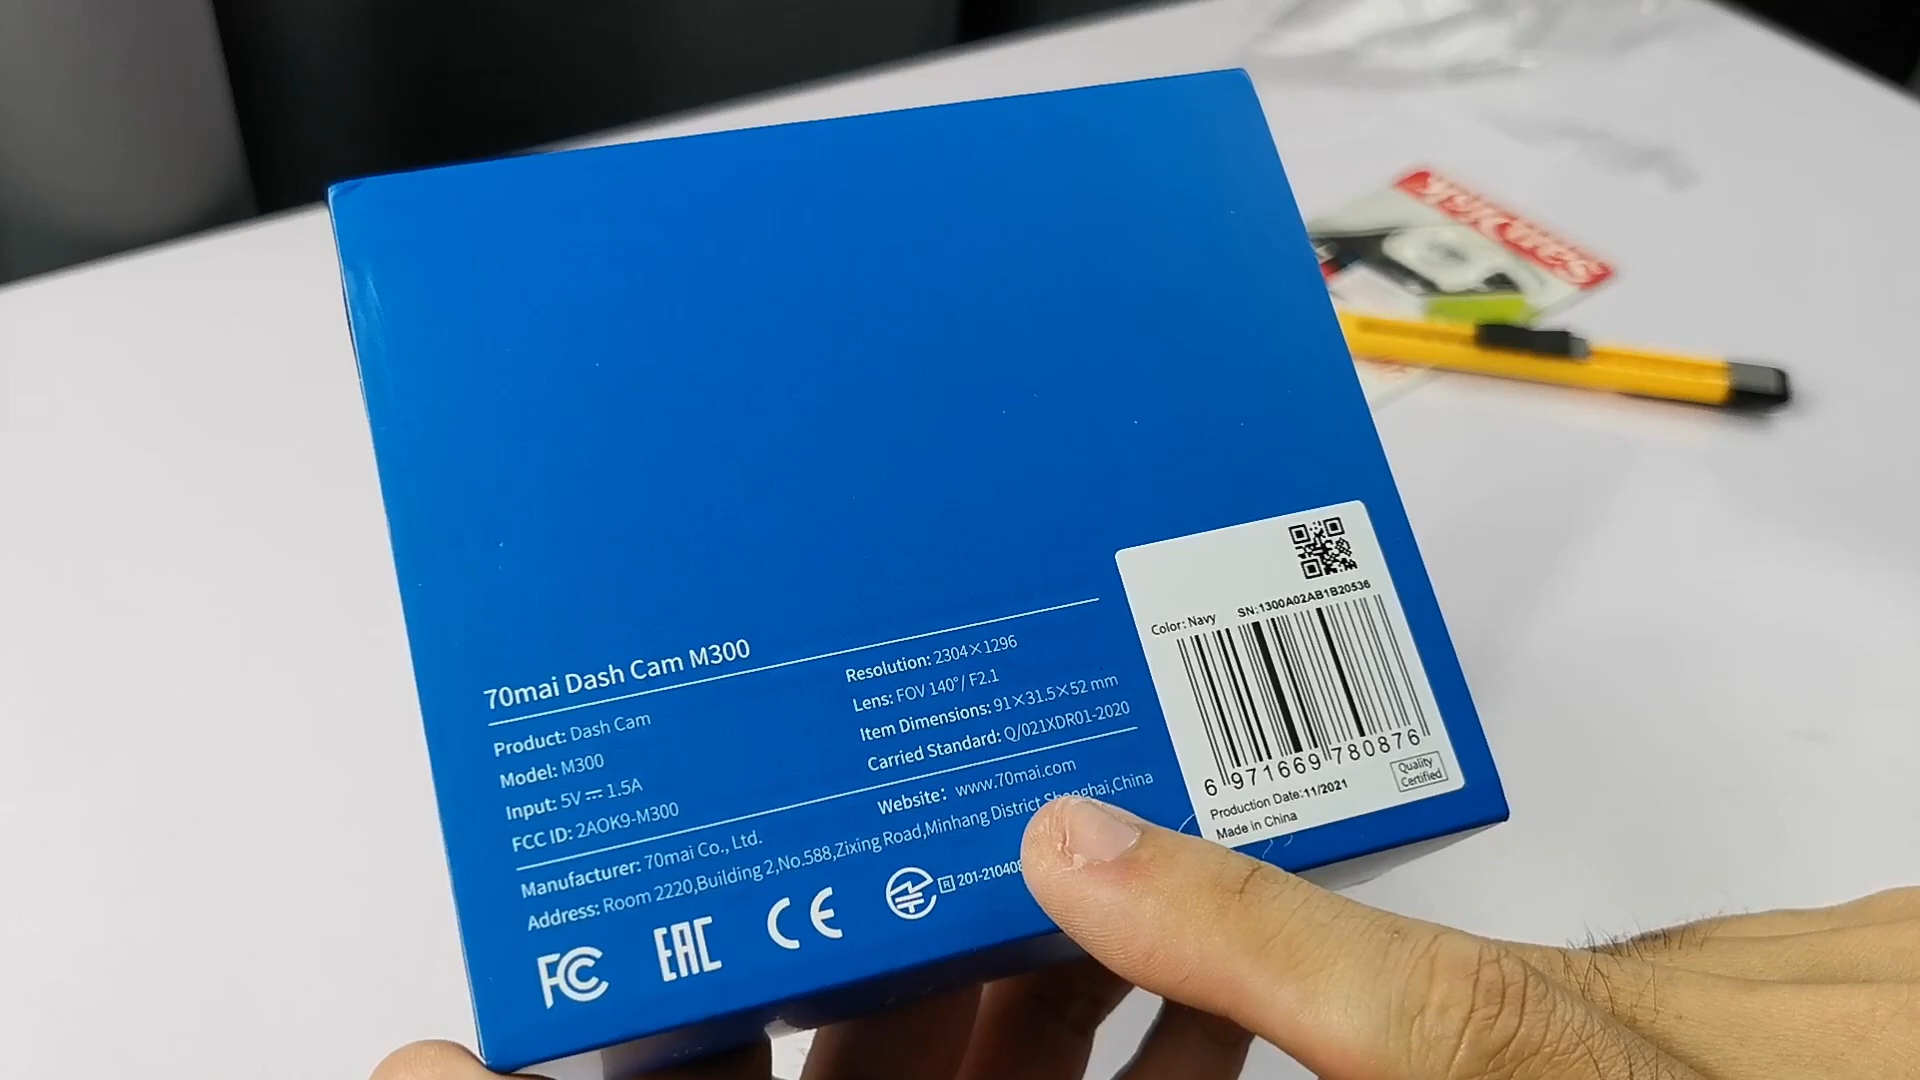 70mai Dash Cam M300
Product: Dash Cam
Model: M300
Input: 5V⎓1.5A
FCC ID: 2AOK9-M300
Resolution: 2304×1296
Lens: FOV 140°/ F2.1
Item Dimensions: 91×31.5×52 mm
Carried Standard: Q/021XDR01-2020
Manufacturer: 70mai Co., Ltd.
Website: www.70mai.com
Address: Room 2220,Building 2,No.588,Zixing Road,Minhang District,Shanghai,China
FC EAC CE R 201-210408
Color: Navy
SN:1300A02AB1B20536
6 971669 780876
Production Date:11/2021
Quality Certified
Made in China